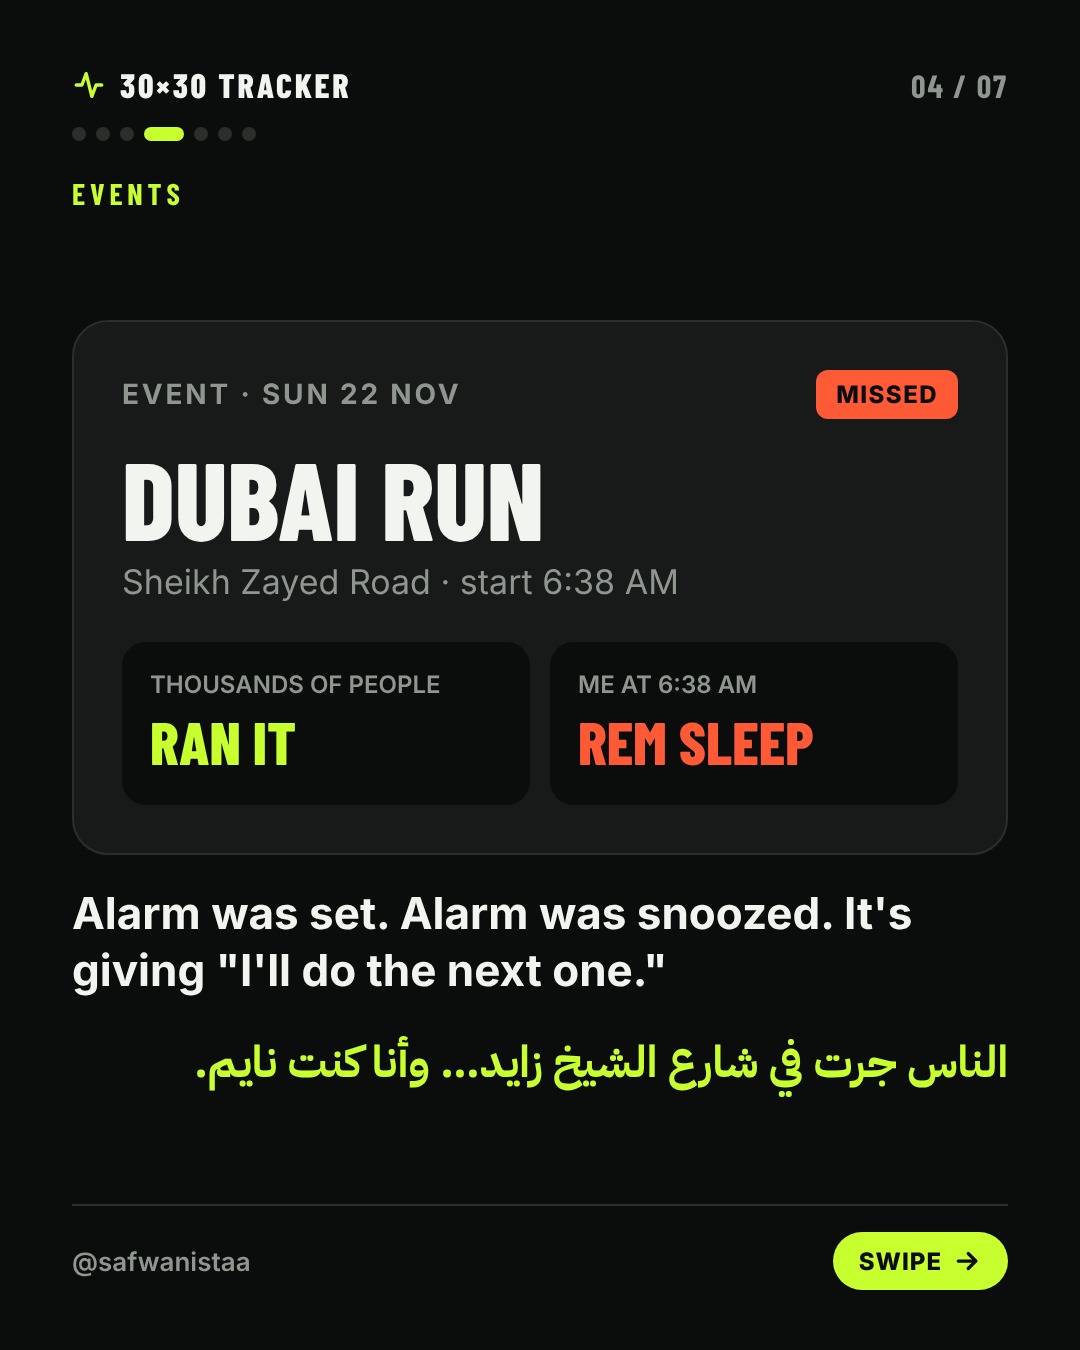 30×30 TRACKER
04 / 07
EVENTS
EVENT · SUN 22 NOV
MISSED
DUBAI RUN
Sheikh Zayed Road · start 6:38 AM
THOUSANDS OF PEOPLE
RAN IT
ME AT 6:38 AM
REM SLEEP
Alarm was set. Alarm was snoozed. It's
giving "I'll do the next one."
الناس جرت في شارع الشيخ زايد... وأنا كنت نايم.
@safwanistaa
SWIPE →